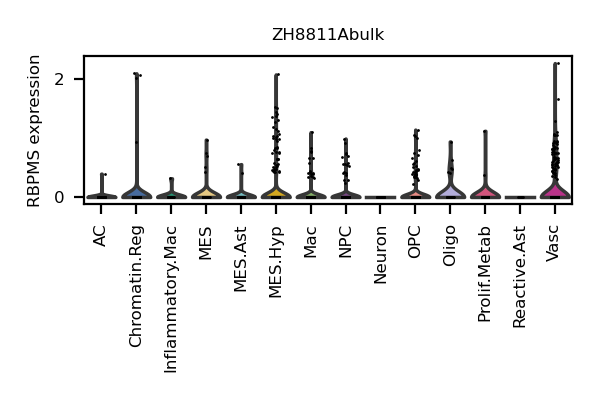 ZH8811Abulk
RBPMS expression
2
0
AC
Chromatin.Reg
Inflammatory.Mac
MES
MES.Ast
MES.Hyp
Mac
NPC
Neuron
OPC
Oligo
Prolif.Metab
Reactive.Ast
Vasc